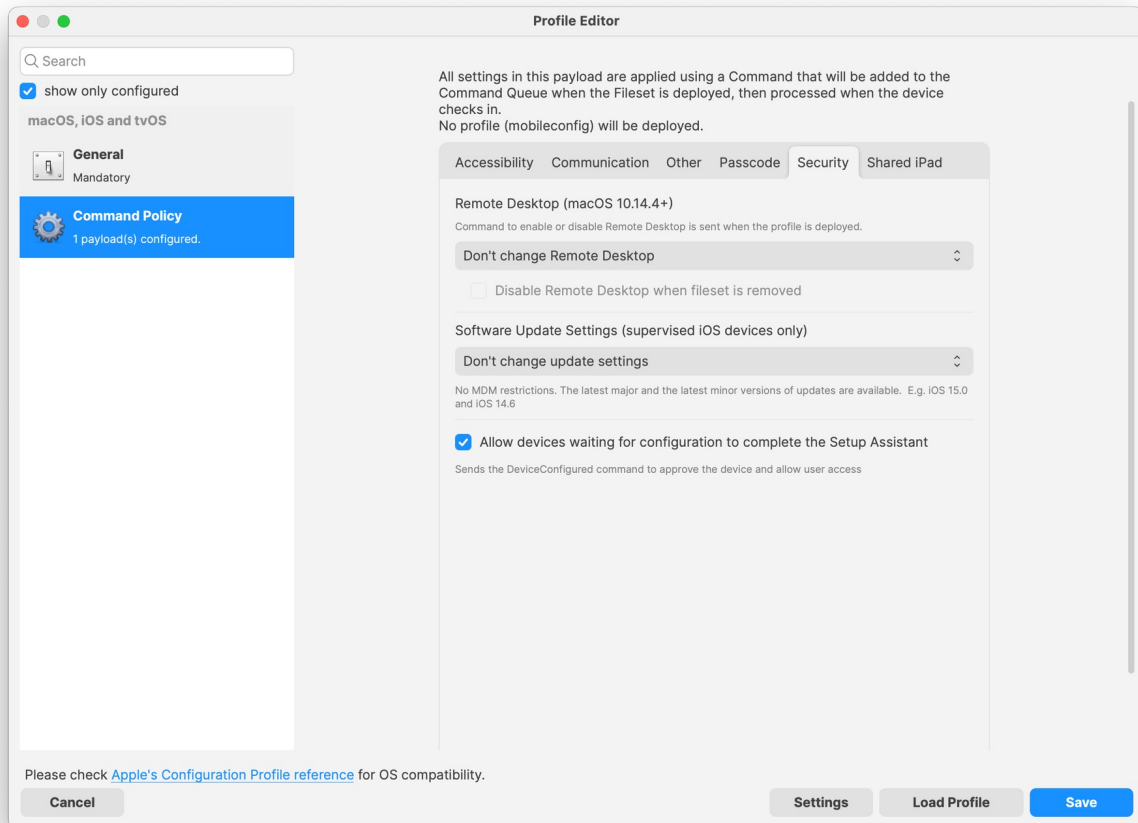 Profile Editor
Search
show only configured
macOS, iOS and tvOS
General
Mandatory
Command Policy
1 payload(s) configured.
All settings in this payload are applied using a Command that will be added to the
Command Queue when the Fileset is deployed, then processed when the device
checks in.
No profile (mobileconfig) will be deployed.
Accessibility Communication Other Passcode Security Shared iPad
Remote Desktop (macOS 10.14.4+)
Command to enable or disable Remote Desktop is sent when the profile is deployed.
Don't change Remote Desktop
Disable Remote Desktop when fileset is removed
Software Update Settings (supervised iOS devices only)
Don't change update settings
No MDM restrictions. The latest major and the latest minor versions of updates are available. E.g. iOS 15.0
and iOS 14.6
Allow devices waiting for configuration to complete the Setup Assistant
Sends the DeviceConfigured command to approve the device and allow user access
Please check Apple's Configuration Profile reference for OS compatibility.
Cancel Settings Load Profile Save